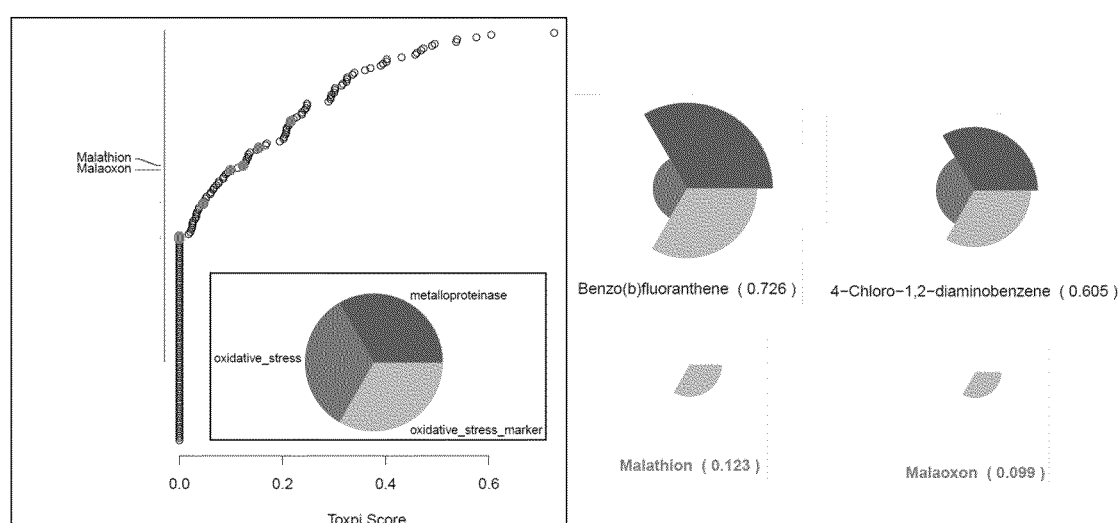 Malathion
Malaoxon
metalloproteinase
oxidative_stress
oxidative_stress_marker
0.0 0.2 0.4 0.6
Toxpi Score
Benzo(b)fluoranthene ( 0.726 )
4−Chloro−1,2−diaminobenzene ( 0.605 )
Malathion ( 0.123 )
Malaoxon ( 0.099 )